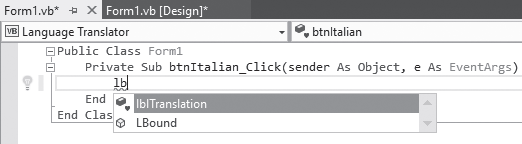 Form1.vb* Form1.vb [Design]*
VB Language Translator btnItalian
Public Class Form1
Private Sub btnItalian_Click(sender As Object, e As EventArgs)
lb
lblTranslation
End
LBound
End Clas